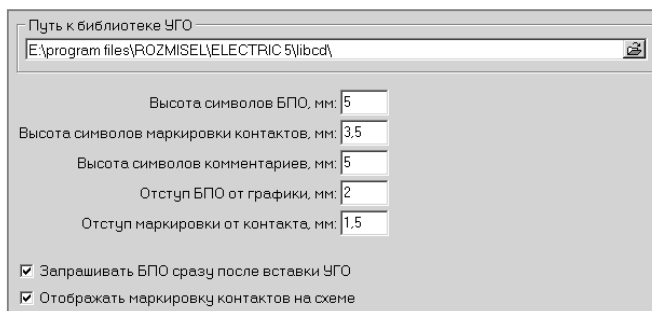 Путь к библиотеке УГО
E:\program files\ROZMISEL\ELECTRIC 5\libcd\
Высота символов БПО, мм: 5
Высота символов маркировки контактов, мм: 3,5
Высота символов комментариев, мм: 5
Отступ БПО от графики, мм: 2
Отступ маркировки от контакта, мм: 1,5
Запрашивать БПО сразу после вставки УГО
Отображать маркировку контактов на схеме